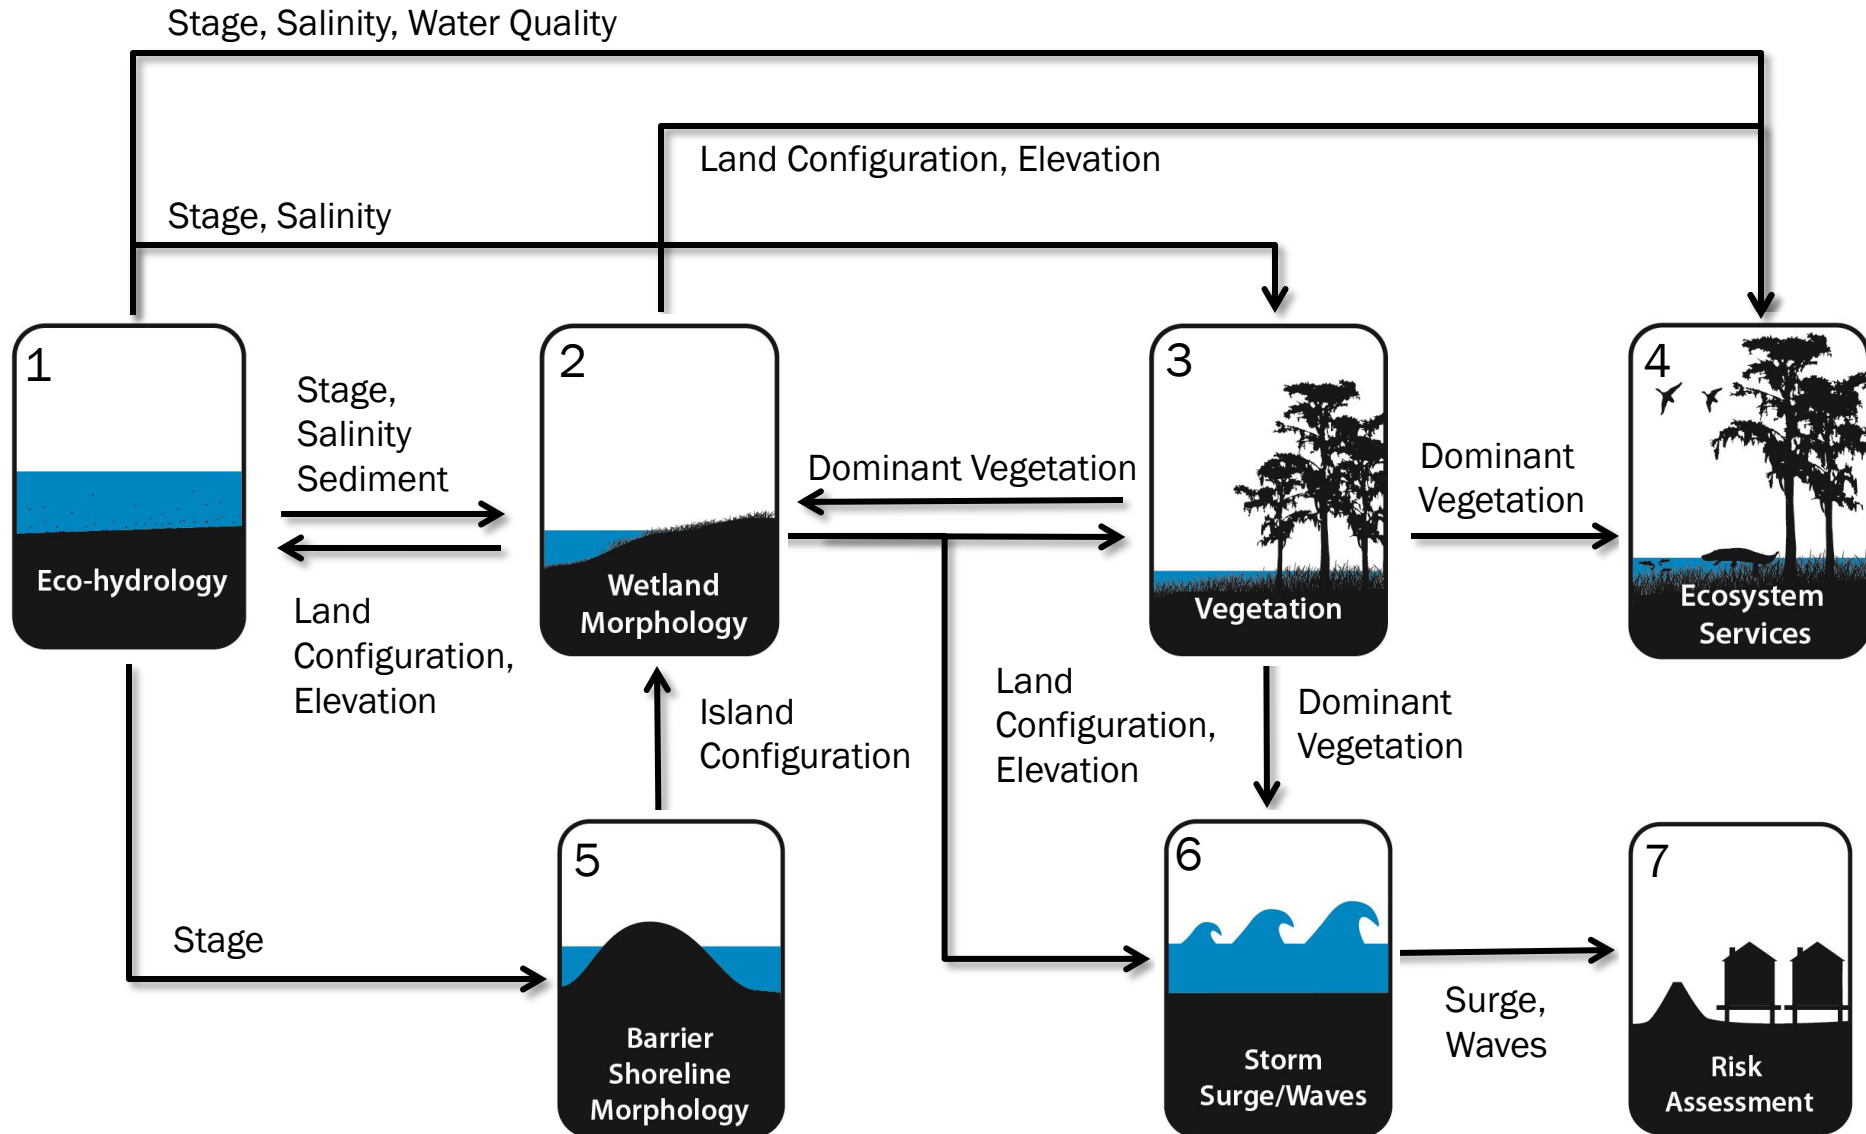 Stage, Salinity, Water Quality
Land Configuration, Elevation
Stage, Salinity
1
Eco-hydrology
Stage,
Salinity
Sediment
Land
Configuration,
Elevation
2
Wetland
Morphology
Dominant Vegetation
3
Vegetation
Dominant
Vegetation
4
Ecosystem
Services
Island
Configuration
Land
Configuration,
Elevation
Dominant
Vegetation
Stage
5
Barrier
Shoreline
Morphology
6
Storm
Surge/Waves
Surge,
Waves
7
Risk
Assessment